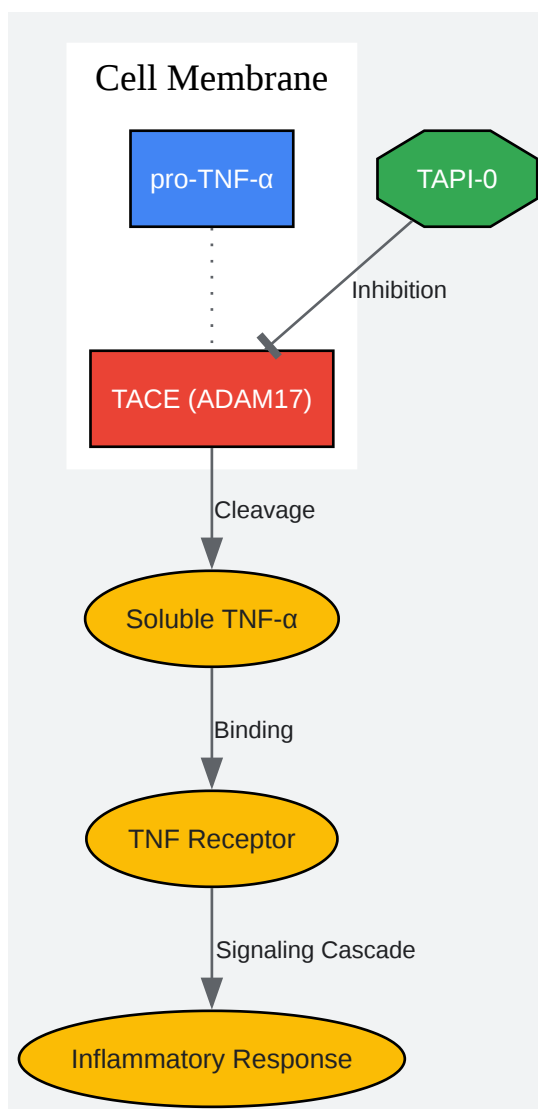 Cell Membrane
pro-TNF-α
TAPI-0
Inhibition
TACE (ADAM17)
Cleavage
Soluble TNF-α
Binding
TNF Receptor
Signaling Cascade
Inflammatory Response